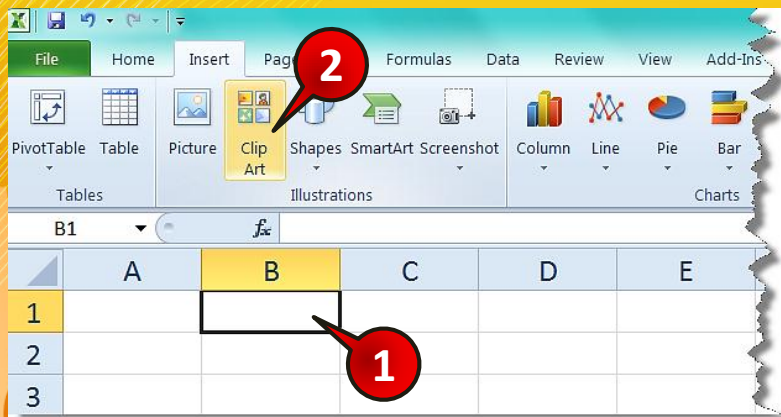 File Home Insert Pag 2 Formulas Data Review View Add-Ins
PivotTable Table Picture Clip Art Shapes SmartArt Screenshot Column Line Pie Bar
Tables Illustrations Charts
B1 fx
A B C D E
1
2 1
3